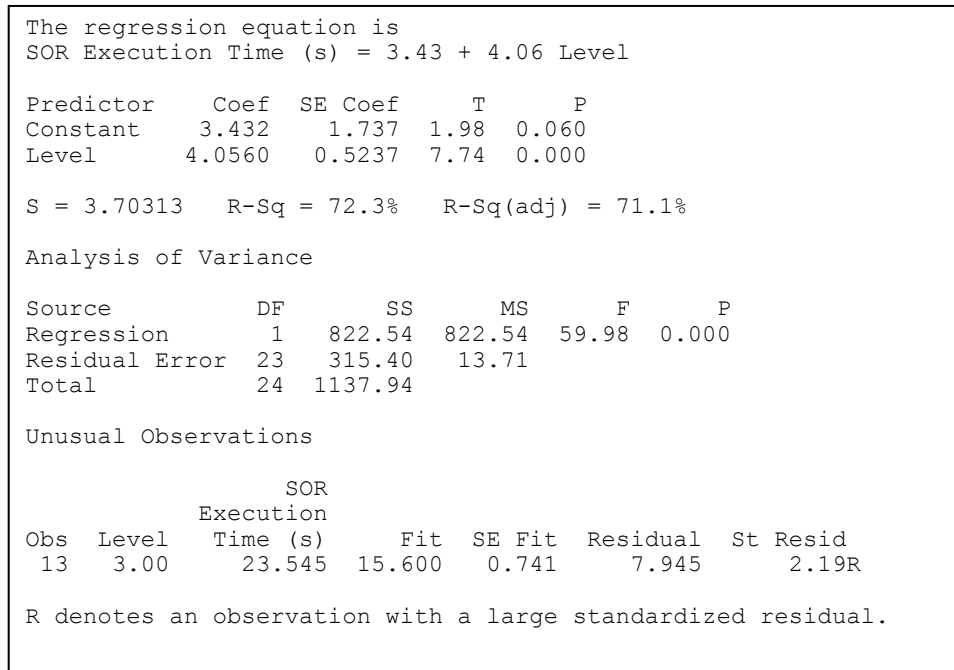 The regression equation is
SOR Execution Time (s) = 3.43 + 4.06 Level
Predictor Coef SE Coef T P
Constant 3.432 1.737 1.98 0.060
Level 4.0560 0.5237 7.74 0.000
S = 3.70313 R-Sq = 72.3% R-Sq(adj) = 71.1%
Analysis of Variance
Source DF SS MS F P
Regression 1 822.54 822.54 59.98 0.000
Residual Error 23 315.40 13.71
Total 24 1137.94
Unusual Observations
SOR
Execution
Obs Level Time (s) Fit SE Fit Residual St Resid
13 3.00 23.545 15.600 0.741 7.945 2.19R
R denotes an observation with a large standardized residual.